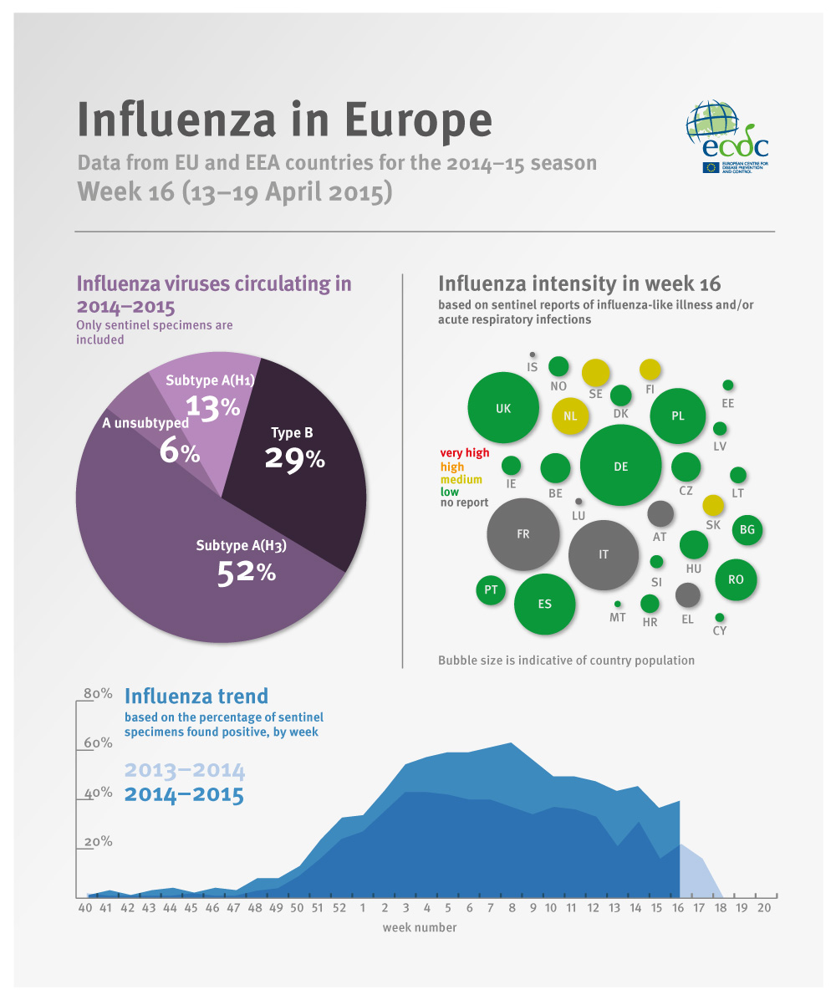 Influenza in Europe
Data from EU and EEA countries for the 2014–15 season
Week 16 (13–19 April 2015)
ecdc
EUROPEAN CENTRE FOR
DISEASE PREVENTION
AND CONTROL
Influenza viruses circulating in
2014–2015
Only sentinel specimens are
included
Subtype A(H1)
13%
A unsubtyped
6%
Type B
29%
Subtype A(H3)
52%
Influenza intensity in week 16
based on sentinel reports of influenza-like illness and/or
acute respiratory infections
IS
NO
SE
FI
EE
UK
NL
DK
PL
LV
very high
high
medium
low
no report
IE
BE
DE
CZ
LT
LU
AT
SK
BG
FR
IT
SI
HU
RO
PT
ES
MT
HR
EL
CY
Bubble size is indicative of country population
80%
60%
40%
20%
Influenza trend
based on the percentage of sentinel
specimens found positive, by week
2013–2014
2014–2015
40 41 42 43 44 45 46 47 48 49 50 51 52 1 2 3 4 5 6 7 8 9 10 11 12 13 14 15 16 17 18 19 20
week number